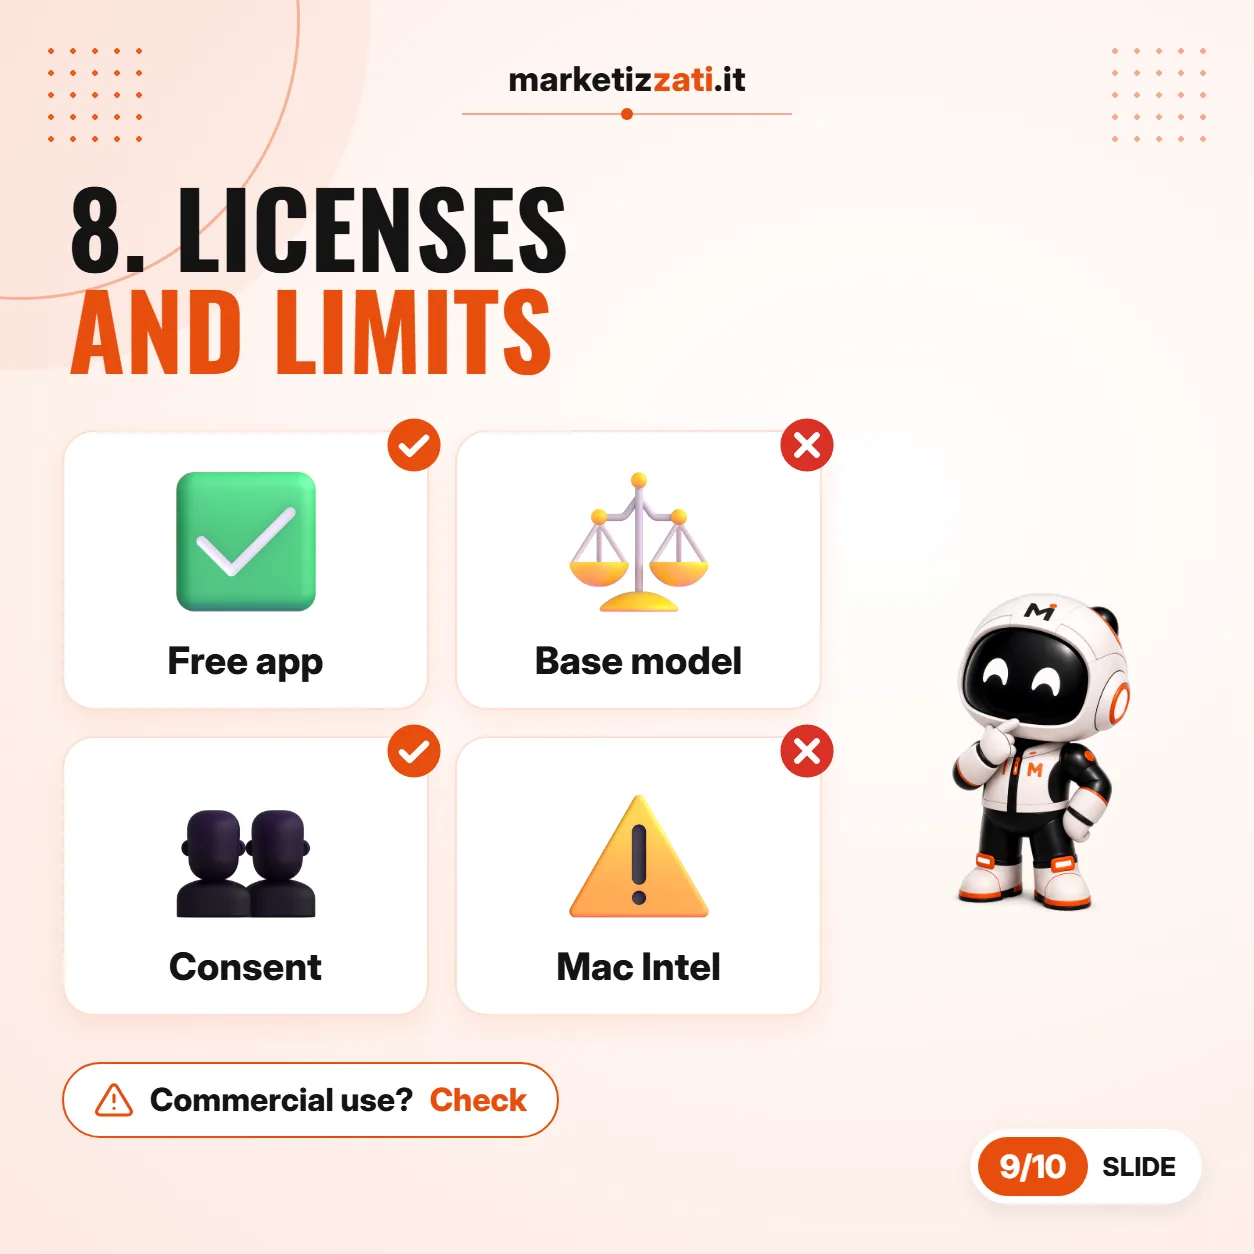 marketizzati.it
8. LICENSES
AND LIMITS
Free app
Base model
Consent
Mac Intel
Commercial use? Check
9/10 SLIDE
M
M